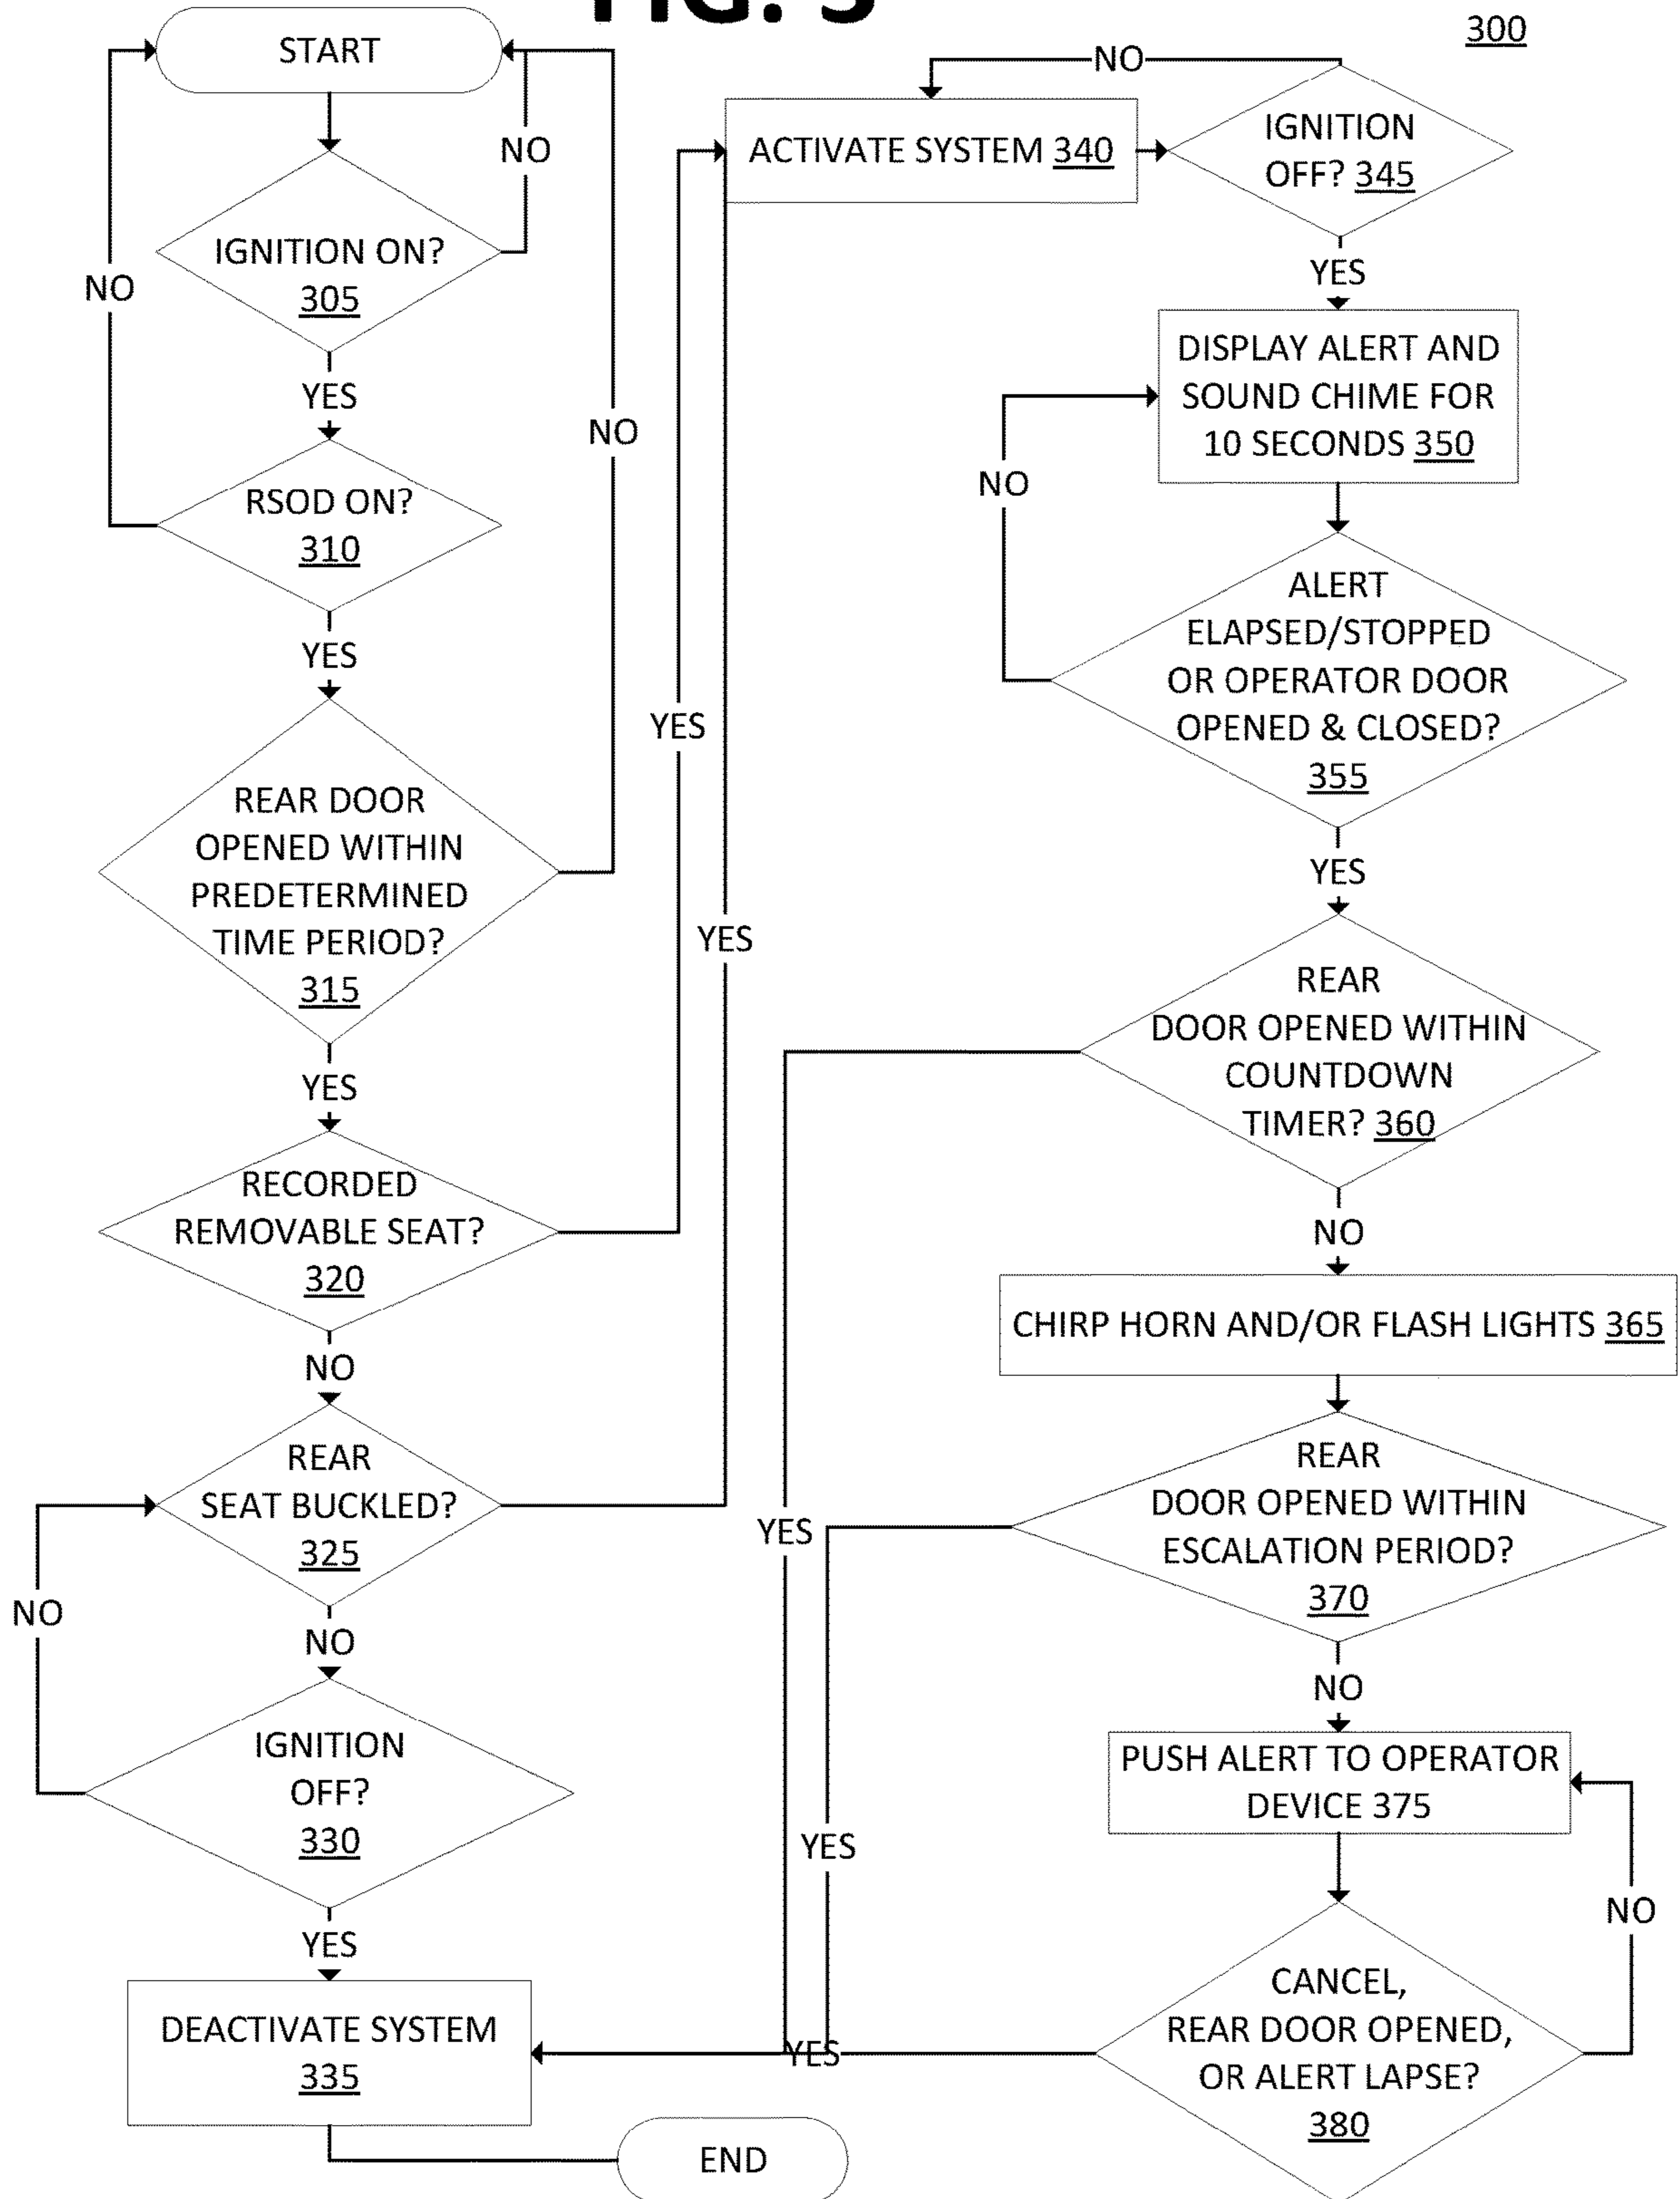 FIG. 3
300
START
NO
IGNITION ON?
305
NO
YES
RSOD ON?
310
YES
NO
REAR DOOR
OPENED WITHIN
PREDETERMINED
TIME PERIOD?
315
YES
RECORDED
REMOVABLE SEAT?
320
YES
NO
REAR
SEAT BUCKLED?
325
YES
NO
NO
IGNITION
OFF?
330
YES
DEACTIVATE SYSTEM
335
END
ACTIVATE SYSTEM 340
NO
IGNITION
OFF? 345
YES
DISPLAY ALERT AND
SOUND CHIME FOR
10 SECONDS 350
NO
ALERT
ELAPSED/STOPPED
OR OPERATOR DOOR
OPENED & CLOSED?
355
YES
REAR
DOOR OPENED WITHIN
COUNTDOWN
TIMER? 360
YES
NO
CHIRP HORN AND/OR FLASH LIGHTS 365
REAR
DOOR OPENED WITHIN
ESCALATION PERIOD?
370
YES
NO
PUSH ALERT TO OPERATOR
DEVICE 375
NO
CANCEL,
REAR DOOR OPENED,
OR ALERT LAPSE?
380
YES